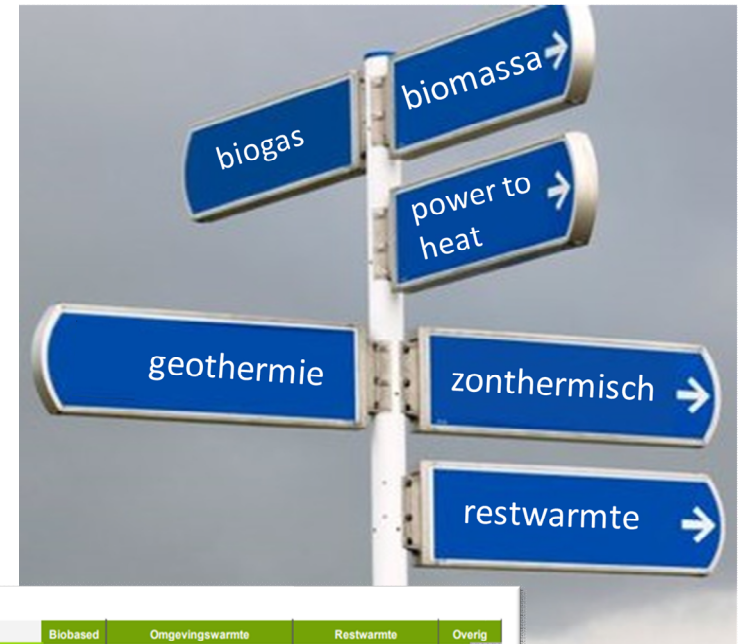 biomassa
biogas
power to
heat
geothermie
zonthermisch
restwarmte
Biobased Omgevingswarmte Restwarmte Overig